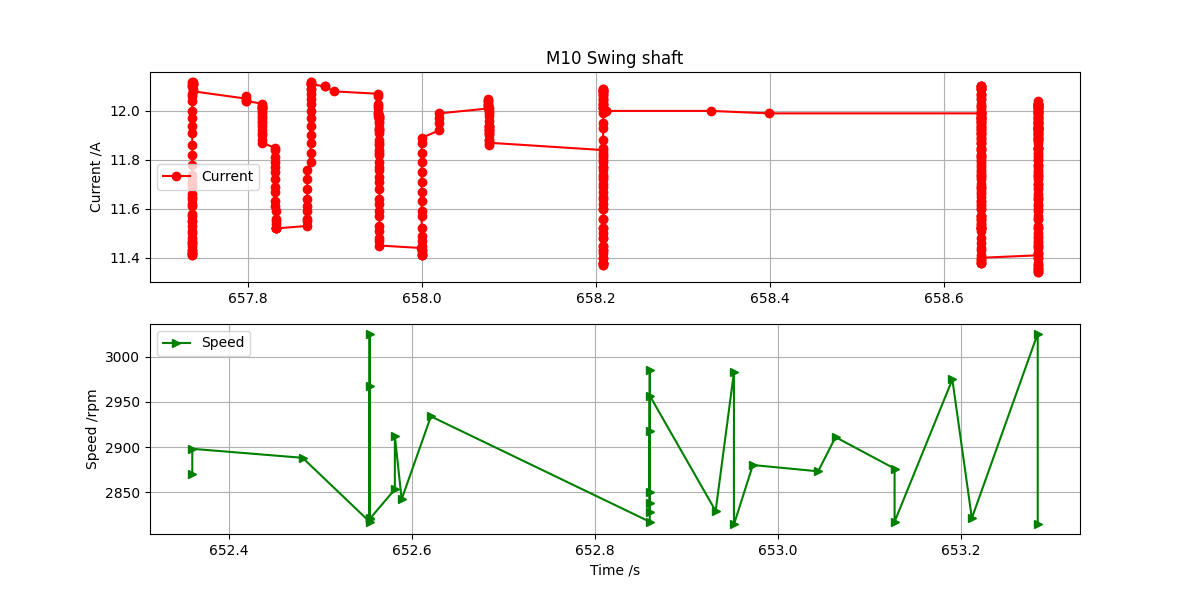 M10 Swing shaft
Current /A
12.0
11.8
11.6
11.4
Current
657.8 658.0 658.2 658.4 658.6
Speed /rpm
3000
2950
2900
2850
Speed
652.4 652.6 652.8 653.0 653.2
Time /s